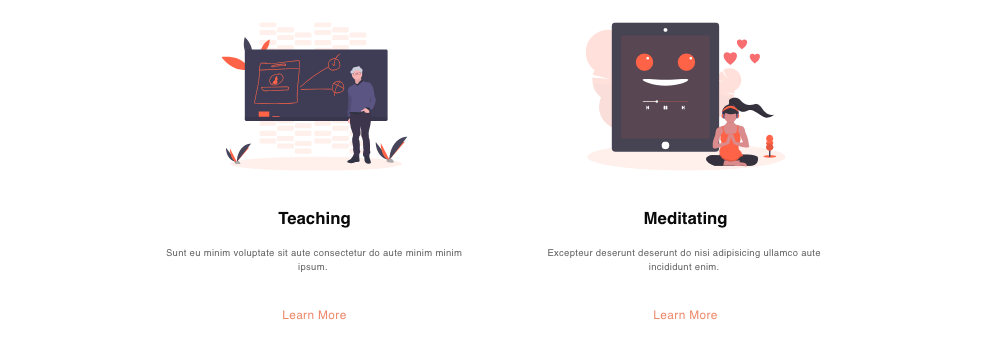 Teaching
Sunt eu minim voluptate sit aute consectetur do aute minim minim
ipsum.
Learn More
Meditating
Excepteur deserunt deserunt do nisi adipisicing ullamco aute
incididunt enim.
Learn More